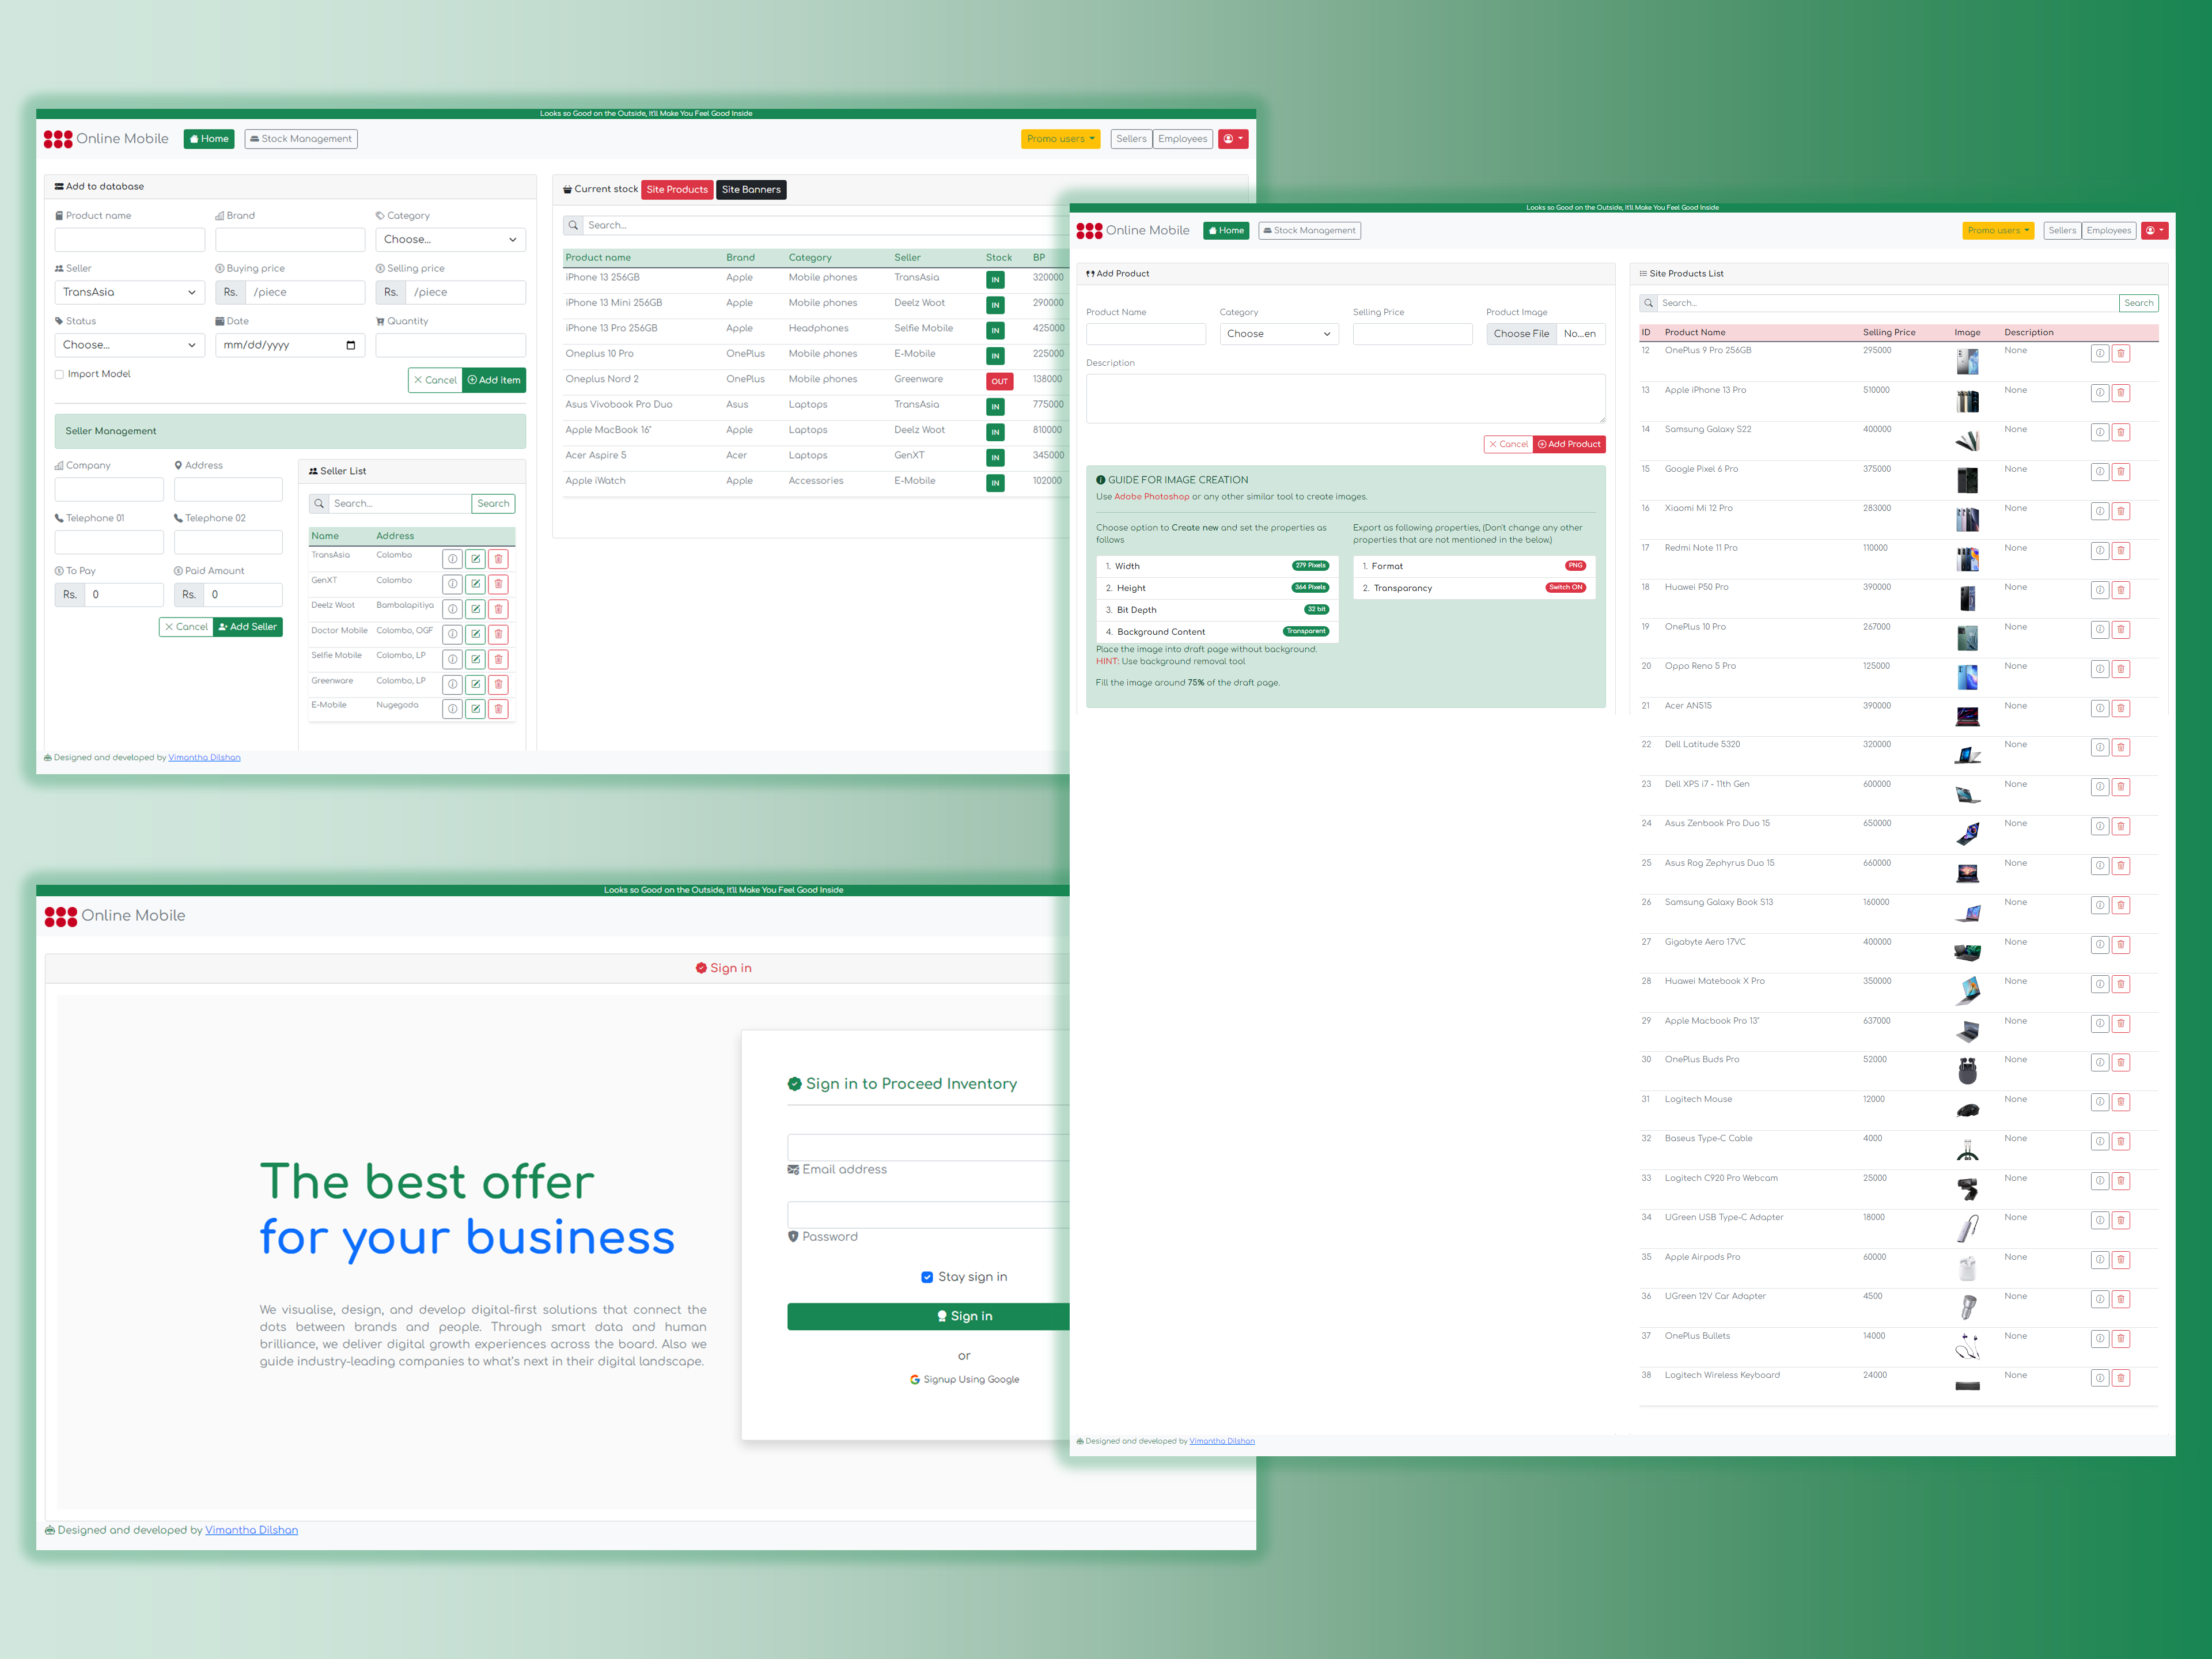 Looks so Good on the Outside, It'll Make You Feel Good Inside
Online Mobile
Home
Stock Management
Promo users
Sellers
Employees
Add to database
Product name
Brand
Category
Choose...
Seller
Buying price
Selling price
TransAsia
Rs. /piece
Rs. /piece
Status
Date
Quantity
Choose...
mm/dd/yyyy
Import Model
Cancel
Add item
Seller Management
Company
Address
Telephone 01
Telephone 02
To Pay
Paid Amount
Rs. 0
Rs. 0
Cancel
Add Seller
Seller List
Search...
Search
Name Address
TransAsia Colombo
GenXT Colombo
Deelz Woot Bambalapitiya
Doctor Mobile Colombo, OGF
Selfie Mobile Colombo, LP
Greenware Colombo, LP
E-Mobile Nugegoda
Current stock
Site Products
Site Banners
Search...
Product name Brand Category Seller Stock BP
iPhone 13 256GB Apple Mobile phones TransAsia IN 320000
iPhone 13 Mini 256GB Apple Mobile phones Deelz Woot IN 290000
iPhone 13 Pro 256GB Apple Headphones Selfie Mobile IN 425000
Oneplus 10 Pro OnePlus Mobile phones E-Mobile IN 225000
Oneplus Nord 2 OnePlus Mobile phones Greenware OUT 138000
Asus Vivobook Pro Duo Asus Laptops TransAsia IN 775000
Apple MacBook 16" Apple Laptops Deelz Woot IN 810000
Acer Aspire 5 Acer Laptops GenXT IN 345000
Apple iWatch Apple Accessories E-Mobile IN 102000
Designed and developed by Vimantha Dilshan
Looks so Good on the Outside, It'll Make You Feel Good Inside
Online Mobile
Home
Stock Management
Promo users
Sellers
Employees
Add Product
Product Name
Category
Selling Price
Product Image
Choose
Choose File No...en
Description
Cancel
Add Product
GUIDE FOR IMAGE CREATION
Use Adobe Photoshop or any other similar tool to create images.
Choose option to Create new and set the properties as
follows
1. Width 279 Pixels
2. Height 364 Pixels
3. Bit Depth 32 bit
4. Background Content Transparent
Export as following properties, (Don't change any other
properties that are not mentioned in the below.)
1. Format PNG
2. Transparancy Switch ON
Place the image into draft page without background.
HINT: Use background removal tool
Fill the image around 75% of the draft page.
Site Products List
Search...
Search
ID Product Name Selling Price Image Description
12 OnePlus 9 Pro 256GB 295000 None
13 Apple iPhone 13 Pro 510000 None
14 Samsung Galaxy S22 400000 None
15 Google Pixel 6 Pro 375000 None
16 Xiaomi Mi 12 Pro 283000 None
17 Redmi Note 11 Pro 110000 None
18 Huawei P50 Pro 390000 None
19 OnePlus 10 Pro 267000 None
20 Oppo Reno 5 Pro 125000 None
21 Acer AN515 390000 None
22 Dell Latitude 5320 320000 None
23 Dell XPS i7 - 11th Gen 600000 None
24 Asus Zenbook Pro Duo 15 650000 None
25 Asus Rog Zephyrus Duo 15 660000 None
26 Samsung Galaxy Book S13 160000 None
27 Gigabyte Aero 17VC 400000 None
28 Huawei Matebook X Pro 350000 None
29 Apple Macbook Pro 13" 637000 None
30 OnePlus Buds Pro 52000 None
31 Logitech Mouse 12000 None
32 Baseus Type-C Cable 4000 None
33 Logitech C920 Pro Webcam 25000 None
34 UGreen USB Type-C Adapter 18000 None
35 Apple Airpods Pro 60000 None
36 UGreen 12V Car Adapter 4500 None
37 OnePlus Bullets 14000 None
38 Logitech Wireless Keyboard 24000 None
Designed and developed by Vimantha Dilshan
Looks so Good on the Outside, It'll Make You Feel Good Inside
Online Mobile
Sign in
The best offer
for your business
We visualise, design, and develop digital-first solutions that connect the
dots between brands and people. Through smart data and human
brilliance, we deliver digital growth experiences across the board. Also we
guide industry-leading companies to what's next in their digital landscape.
Sign in to Proceed Inventory
Email address
Password
Stay sign in
Sign in
or
Signup Using Google
Designed and developed by Vimantha Dilshan